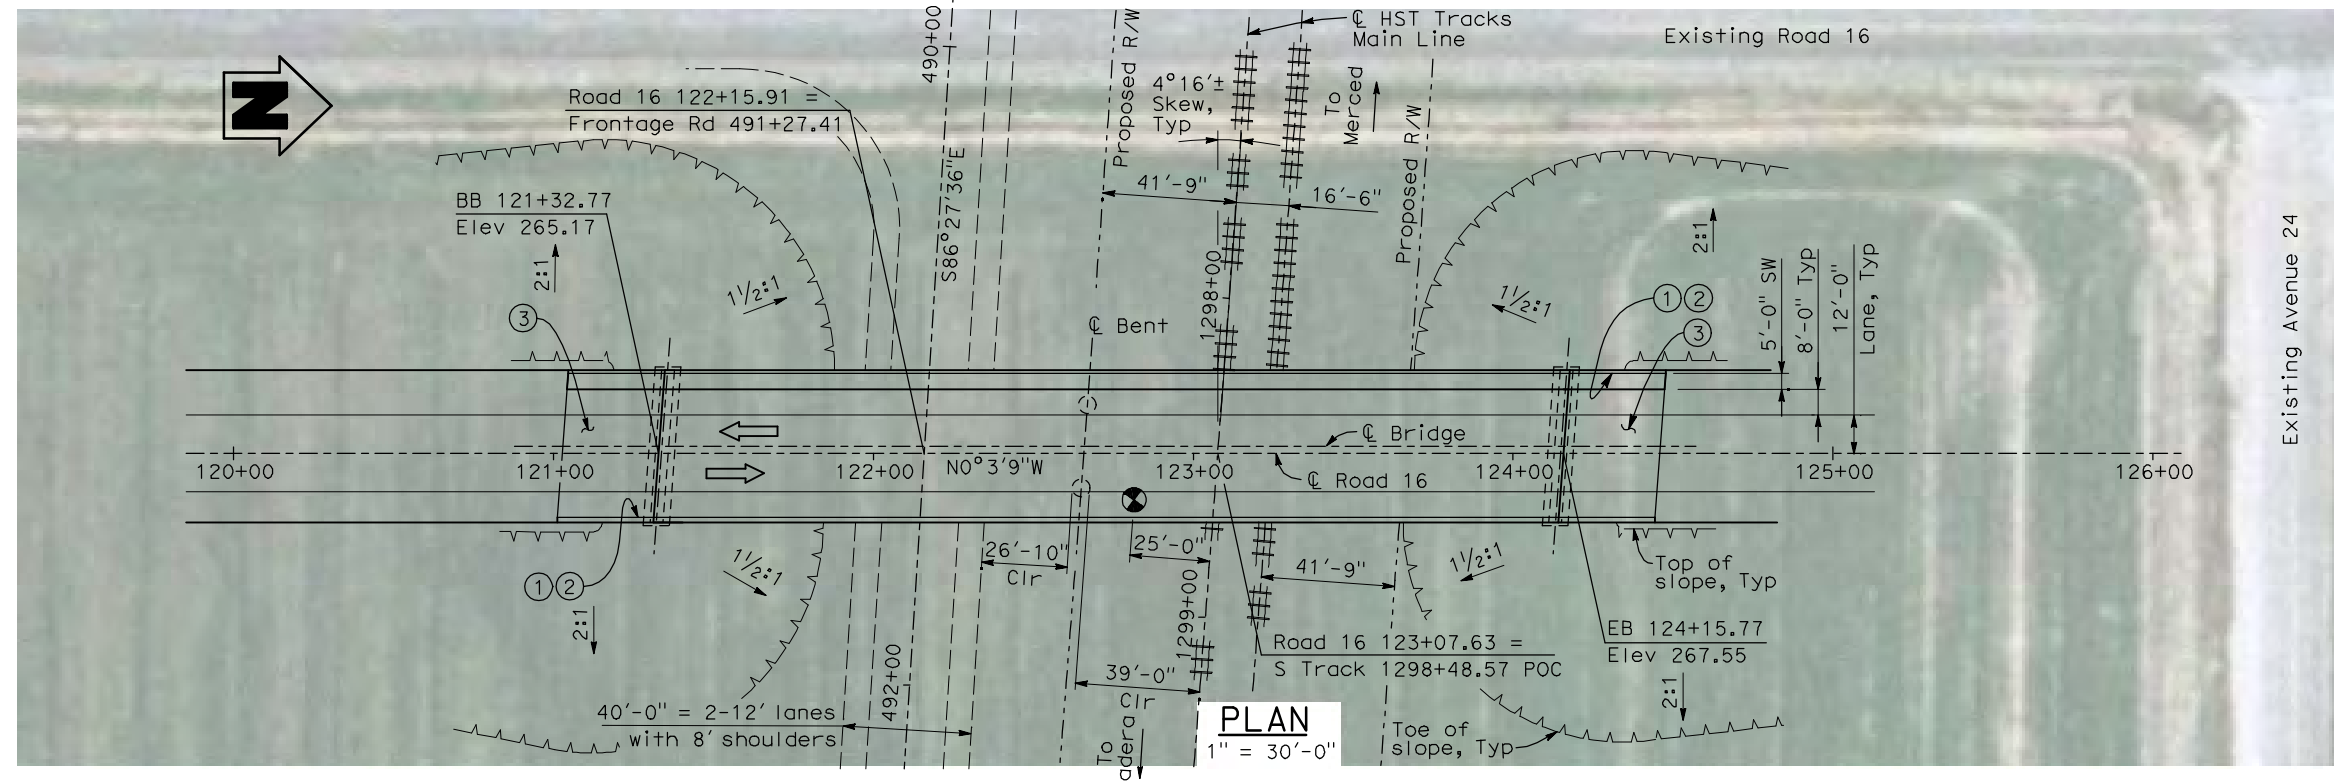 490+00
Proposed R/W
℄ HST Tracks
Main Line
Existing Road 16
N
Road 16 122+15.91 =
Frontage Rd 491+27.41
4°16'±
Skew,
Typ
To
Merced
Proposed R/W
S86°27'36"E
BB 121+32.77
Elev 265.17
41'-9"
16'-6"
2:1
2:1
1½:1
1½:1
1298+00
℄ Bent
3
1 2
3
5'-0" SW
8'-0" Typ
12'-0"
Lane, Typ
Existing Avenue 24
℄ Bridge
120+00
121+00
122+00
N0°3'9"W
123+00
℄ Road 16
124+00
125+00
126+00
26'-10"
Clr
25'-0"
1½:1
1½:1
41'-9"
Top of
slope, Typ
1 2
2:1
1299+00
Road 16 123+07.63 =
S Track 1298+48.57 POC
EB 124+15.77
Elev 267.55
2:1
39'-0"
Clr
492+00
40'-0" = 2-12' lanes
with 8' shoulders
To
adera
PLAN
1" = 30'-0"
Toe of
slope, Typ